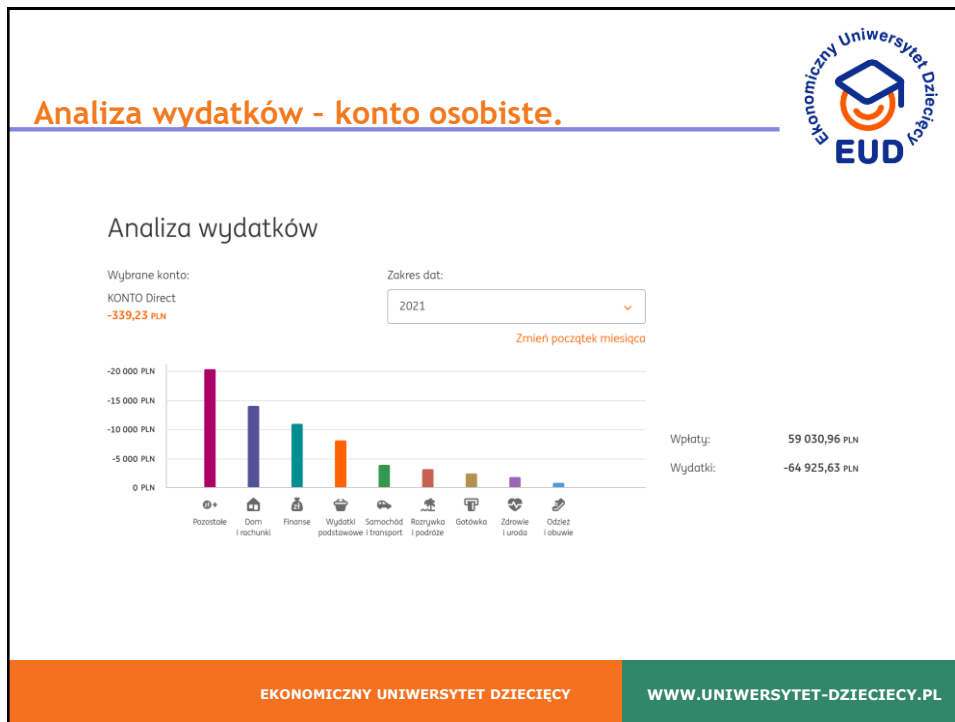 Analiza wydatków – konto osobiste.
Ekonomiczny Uniwersytet Dziecięcy
EUD
Analiza wydatków
Wybrane konto:
KONTO Direct
-339,23 PLN
Zakres dat:
2021
Zmień początek miesiąca
-20 000 PLN
-15 000 PLN
-10 000 PLN
-5 000 PLN
0 PLN
Pozostałe
Dom
i rachunki
Finanse
Wydatki
podstawowe
Samochód
i transport
Rozrywka
i podróże
Gotówka
Zdrowie
i uroda
Odzież
i obuwie
Wpłaty: 59 030,96 PLN
Wydatki: -64 925,63 PLN
EKONOMICZNY UNIWERSYTET DZIECIĘCY
WWW.UNIWERSYTET-DZIECIECY.PL